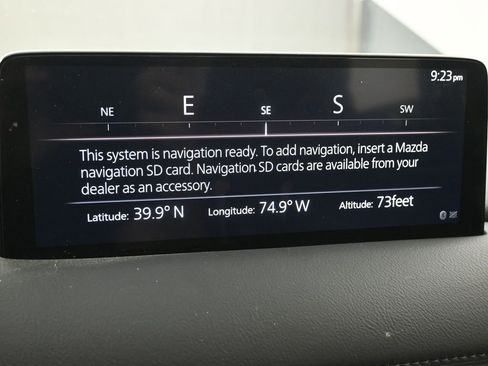 9:23pm
NE E SE S SW
This system is navigation ready. To add navigation, insert a Mazda
navigation SD card. Navigation SD cards are available from your
dealer as an accessory.
Latitude: 39.9° N Longitude: 74.9° W Altitude: 73feet